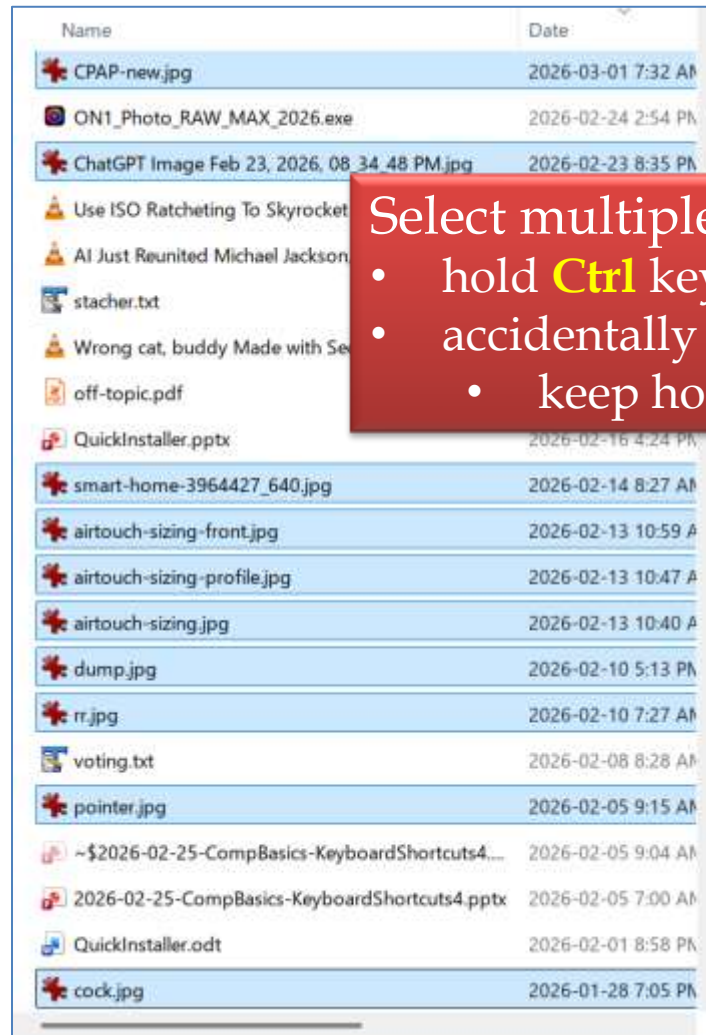 Name Date
CPAP-new.jpg 2026-03-01 7:32 AM
ON1_Photo_RAW_MAX_2026.exe 2026-02-24 2:54 PM
ChatGPT Image Feb 23, 2026, 08_34_48 PM.jpg 2026-02-23 8:35 PM
Use ISO Ratcheting To Skyrocket
AI Just Reunited Michael Jackson
stacher.txt
Wrong cat, buddy Made with
off-topic.pdf
Select multiple
• hold Ctrl key
• accidentally
• keep
QuickInstaller.pptx 2026-02-16 4:24 PM
smart-home-3964427_640.jpg 2026-02-14 8:27 AM
airtouch-sizing-front.jpg 2026-02-13 10:59 A
airtouch-sizing-profile.jpg 2026-02-13 10:47 A
airtouch-sizing.jpg 2026-02-13 10:40 A
dump.jpg 2026-02-10 5:13 PM
rr.jpg 2026-02-10 7:27 AM
voting.txt 2026-02-08 8:28 AM
pointer.jpg 2026-02-05 9:15 AM
~$2026-02-25-CompBasics-KeyboardShortcuts4.... 2026-02-05 9:04 AM
2026-02-25-CompBasics-KeyboardShortcuts4.pptx 2026-02-05 7:00 AM
QuickInstaller.odt 2026-02-01 8:58 PM
cock.jpg 2026-01-28 7:05 PM